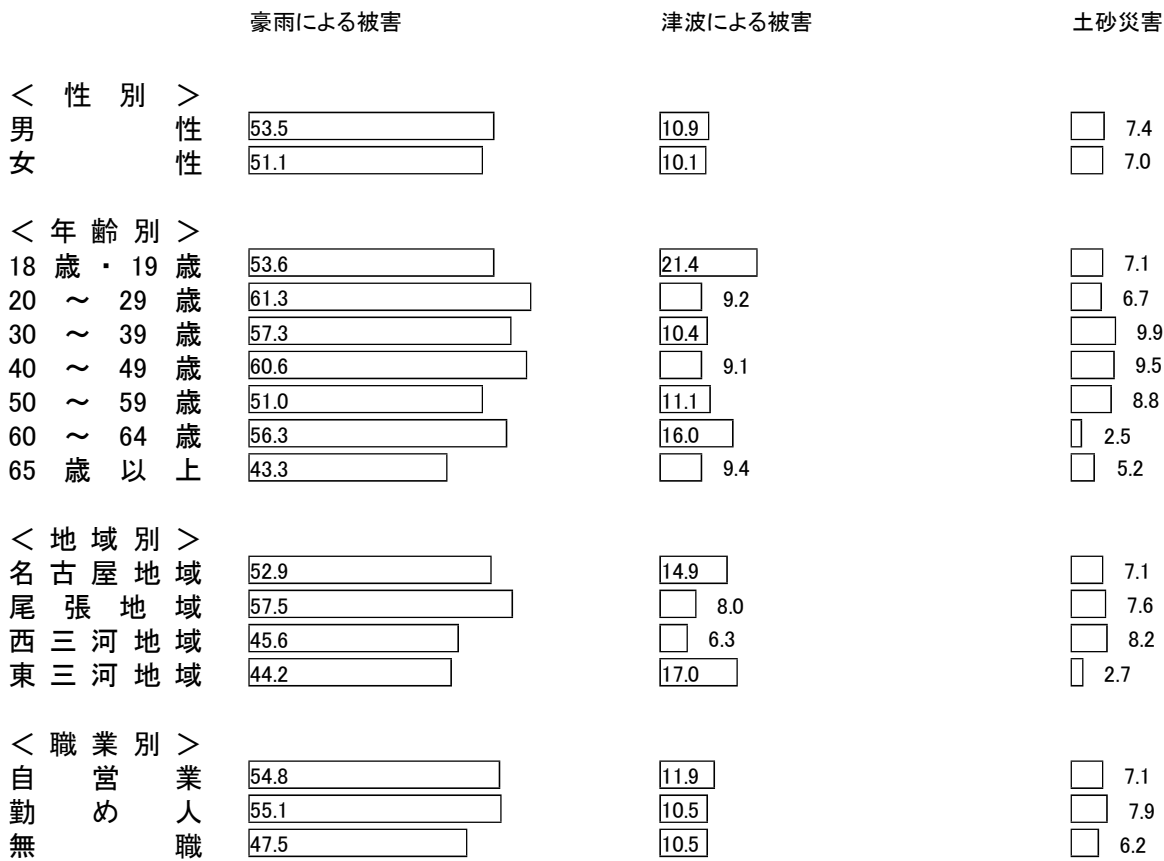 豪雨による被害 津波による被害 土砂災害
＜ 性 別 ＞
男 性 53.5 10.9 7.4
女 性 51.1 10.1 7.0
＜ 年 齢 別 ＞
18 歳 ・ 19 歳 53.6 21.4 7.1
20 ～ 29 歳 61.3 9.2 6.7
30 ～ 39 歳 57.3 10.4 9.9
40 ～ 49 歳 60.6 9.1 9.5
50 ～ 59 歳 51.0 11.1 8.8
60 ～ 64 歳 56.3 16.0 2.5
65 歳 以 上 43.3 9.4 5.2
＜ 地 域 別 ＞
名 古 屋 地 域 52.9 14.9 7.1
尾 張 地 域 57.5 8.0 7.6
西 三 河 地 域 45.6 6.3 8.2
東 三 河 地 域 44.2 17.0 2.7
＜ 職 業 別 ＞
自 営 業 54.8 11.9 7.1
勤 め 人 55.1 10.5 7.9
無 職 47.5 10.5 6.2